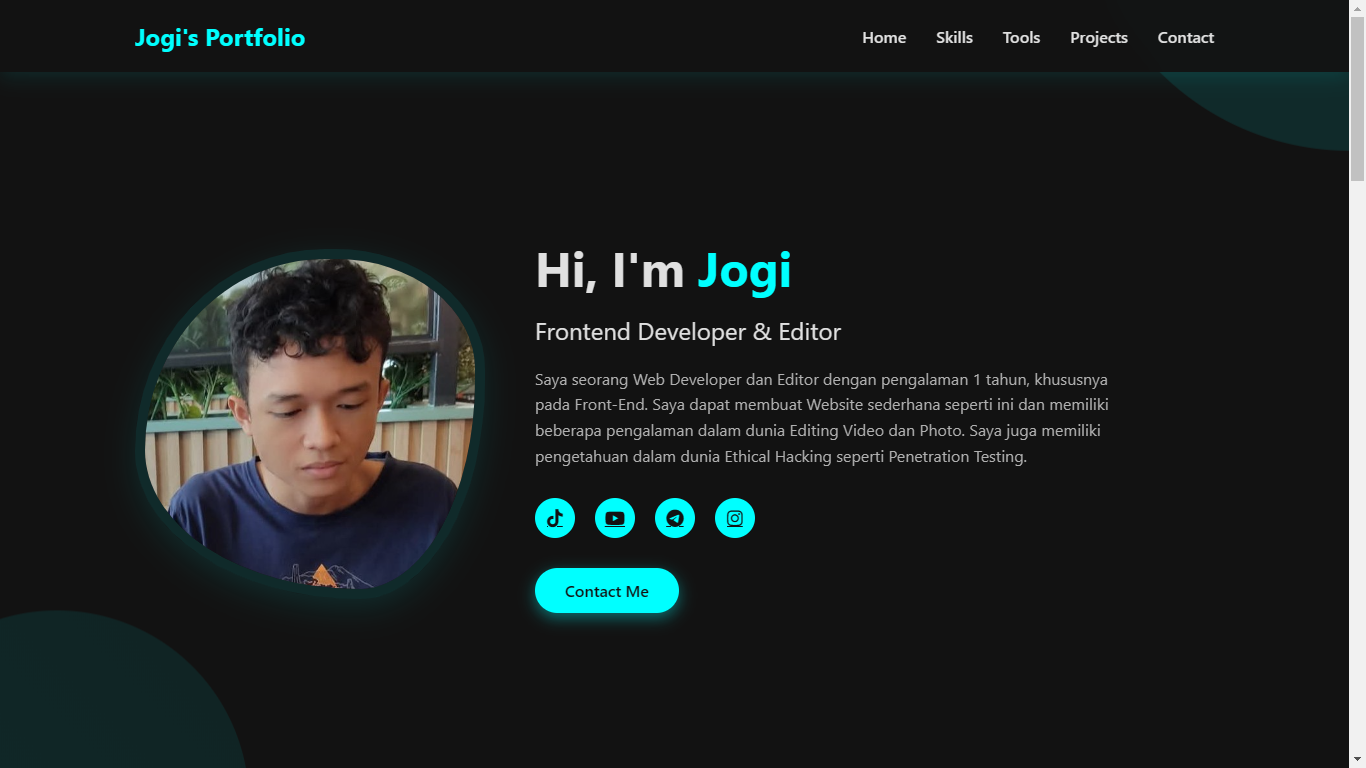 Jogi's Portfolio
Home Skills Tools Projects Contact
Hi, I'm Jogi
Frontend Developer & Editor
Saya seorang Web Developer dan Editor dengan pengalaman 1 tahun, khususnya
pada Front-End. Saya dapat membuat Website sederhana seperti ini dan memiliki
beberapa pengalaman dalam dunia Editing Video dan Photo. Saya juga memiliki
pengetahuan dalam dunia Ethical Hacking seperti Penetration Testing.
Contact Me